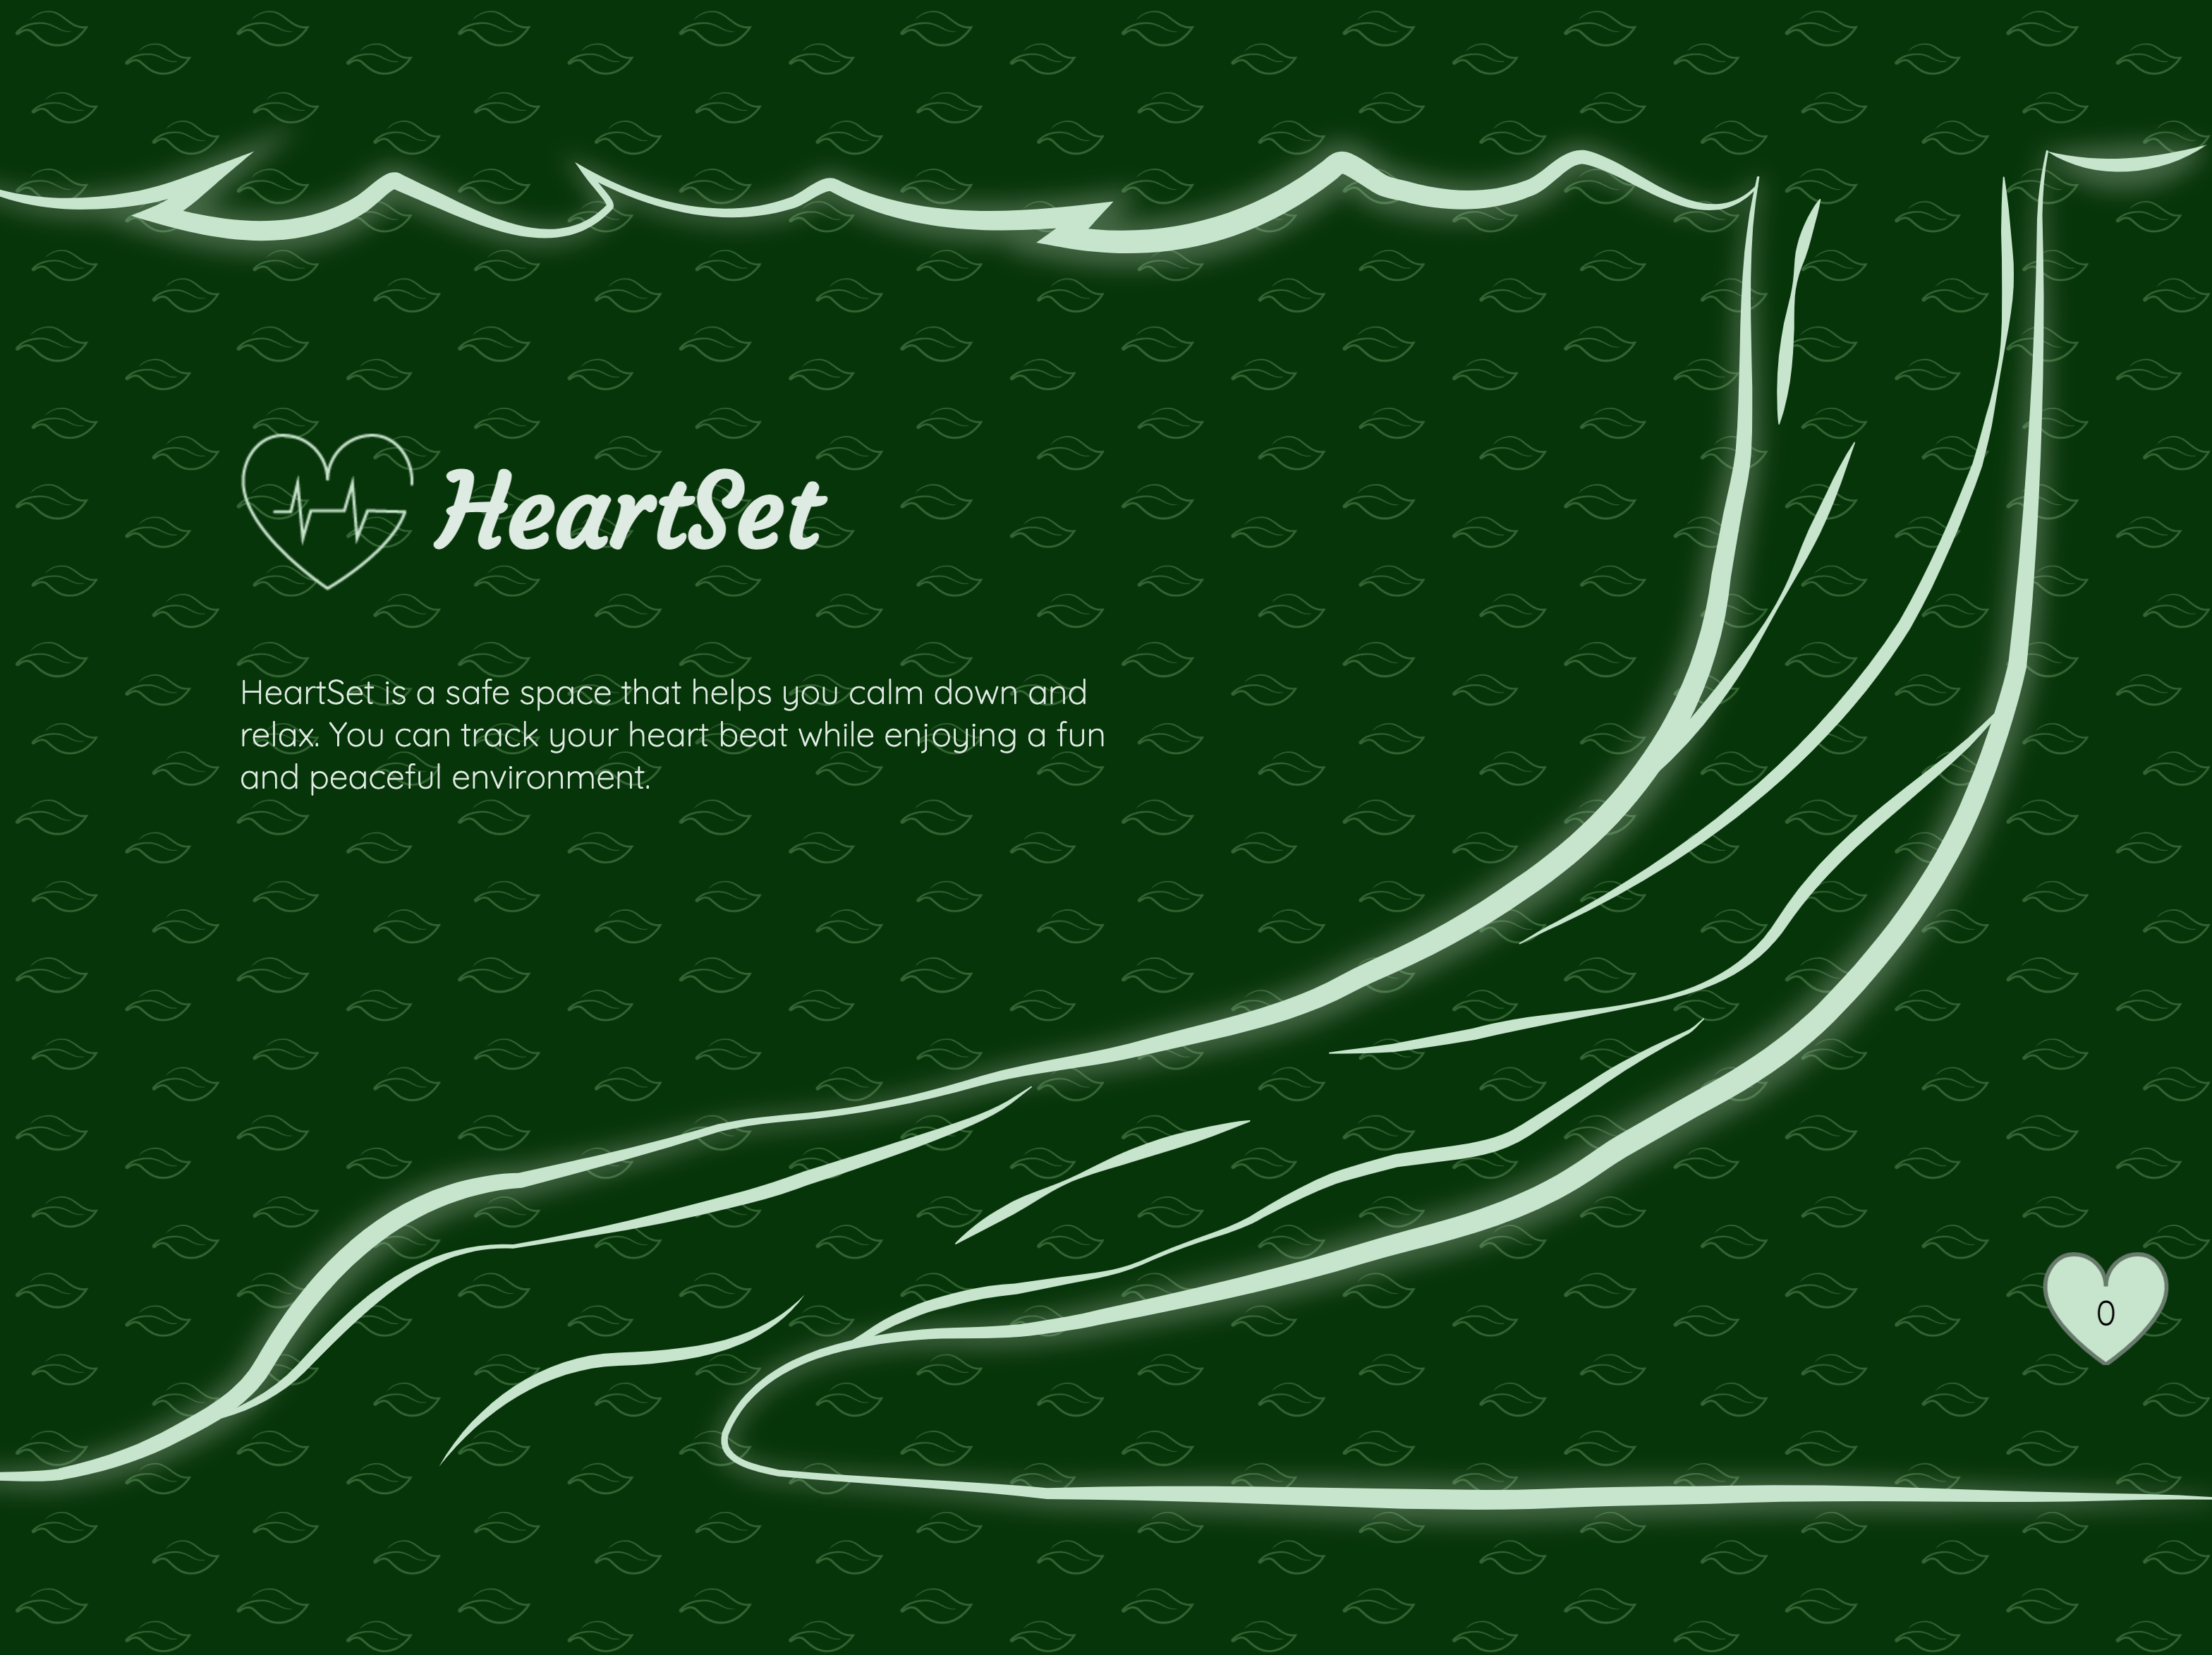 HeartSet
HeartSet is a safe space that helps you calm down and
relax. You can track your heart beat while enjoying a fun
and peaceful environment.
0